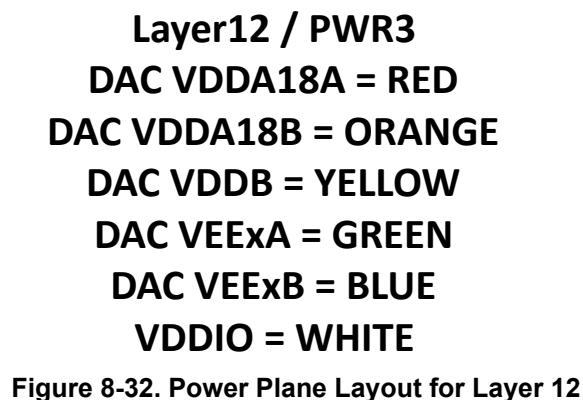 Layer12 / PWR3
DAC VDDA18A = RED
DAC VDDA18B = ORANGE
DAC VDDB = YELLOW
DAC VEExA = GREEN
DAC VEExB = BLUE
VDDIO = WHITE
Figure 8-32. Power Plane Layout for Layer 12